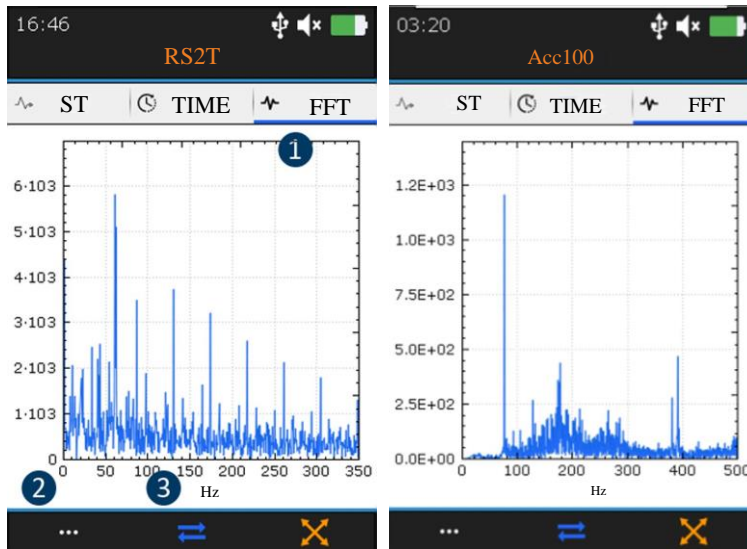 16:46
RS2T
ST TIME FFT
1
6·103
5·103
4·103
3·103
2·103
1·103
0
0 50 100 150 200 250 300 350
Hz
2 3
...
03:20
Acc100
ST TIME FFT
1.2E+03
1.0E+03
7.5E+02
5.0E+02
2.5E+02
0.0E+00
0 100 200 300 400 500
Hz
...